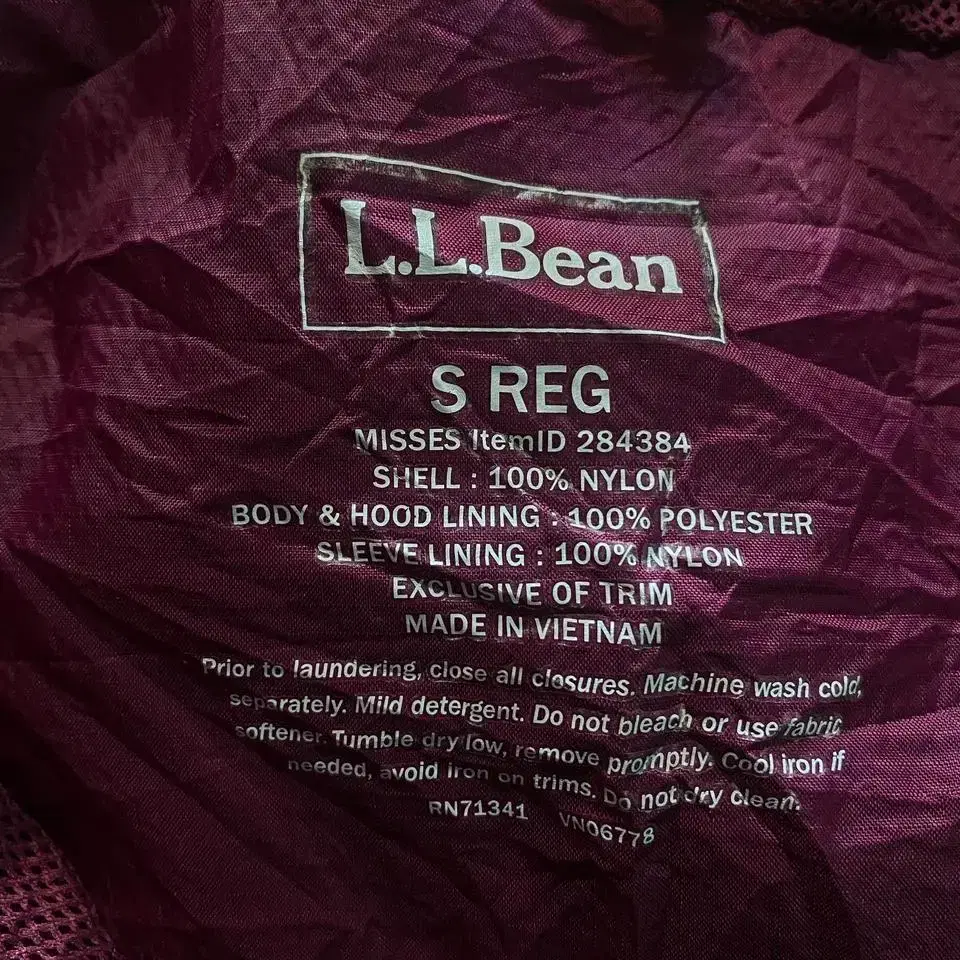 L.L.Bean
S REG
MISSES ItemID 284384
SHELL : 100% NYLON
BODY & HOOD LINING : 100% POLYESTER
SLEEVE LINING : 100% NYLON
EXCLUSIVE OF TRIM
MADE IN VIETNAM
Prior to laundering, close all closures. Machine wash cold,
separately. Mild detergent. Do not bleach or use fabric
softener. Tumble dry low, remove promptly. Cool iron if
needed, avoid iron on trims. Do not dry clean.
RN71341 VN06778